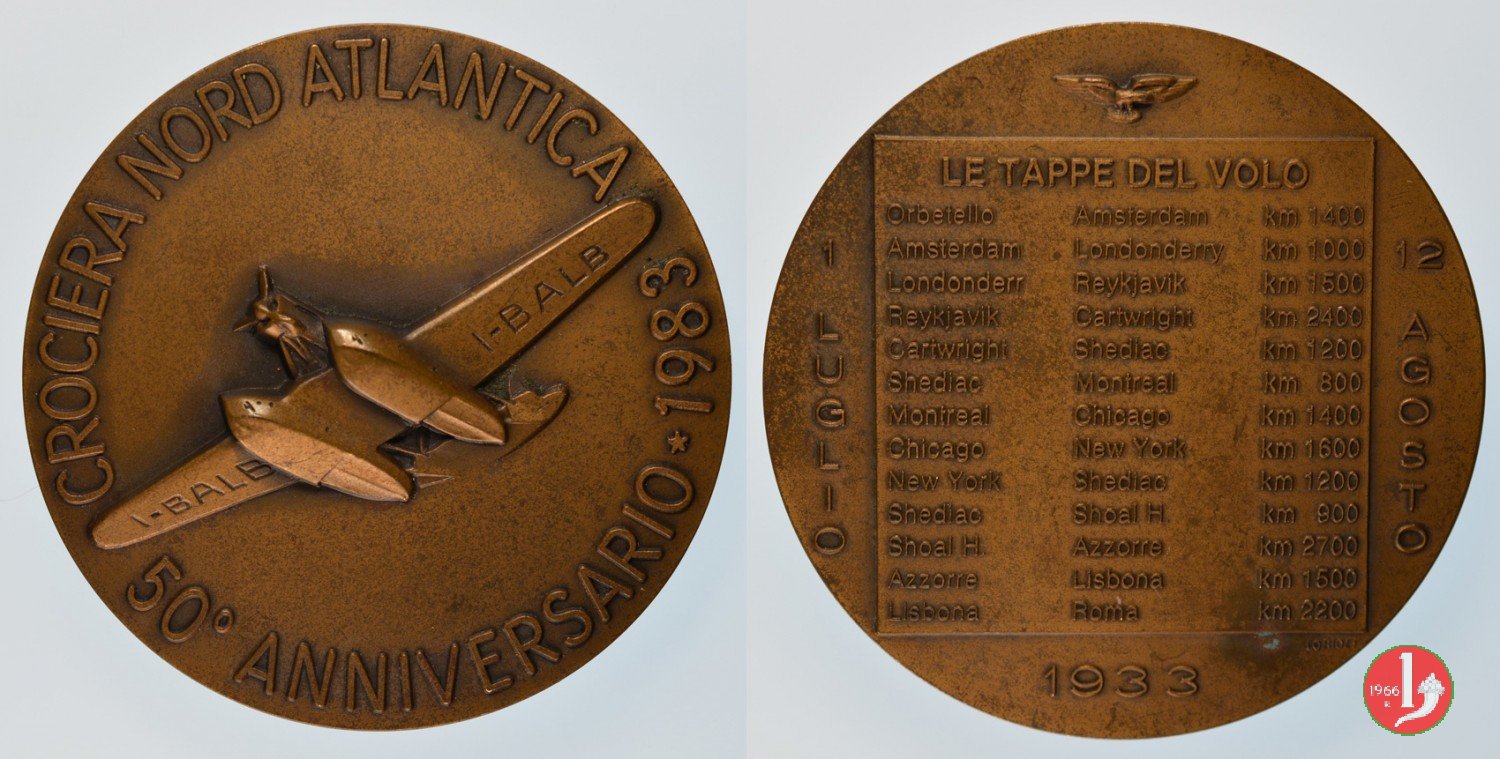 CROCIERA NORD ATLANTICA
I-BALB
I-BALB
50° ANNIVERSARIO * 1983
LE TAPPE DEL VOLO
Orbetello Amsterdam km 1400
Amsterdam Londonderry km 1000
Londonderr Reykjavik km 1500
Reykjavik Cartwright km 2400
Cartwright Shediac km 1200
Shediac Montreal km 800
Montreal Chicago km 1400
Chicago New York km 1600
New York Shediac km 1200
Shediac Shoal H. km 900
Shoal H. Azzorre km 2700
Azzorre Lisbona km 1500
Lisbona Roma km 2200
1 LUGLIO
12 AGOSTO
1933
1966